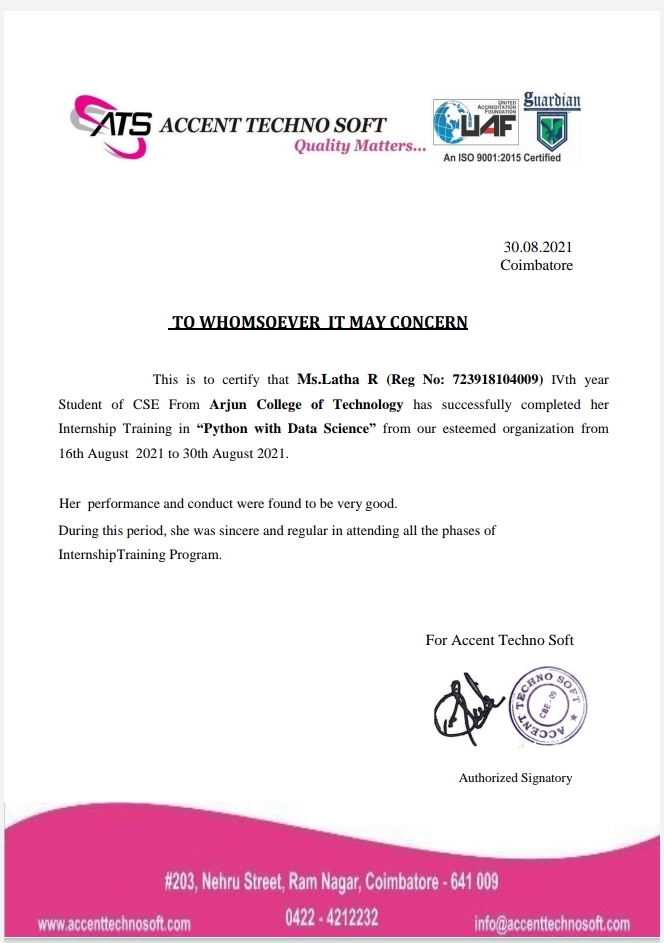 ATS ACCENT TECHNO SOFT
Quality Matters...
UNITED
ACCREDITATION
FOUNDATION
UAF
Guardian
An ISO 9001:2015 Certified
30.08.2021
Coimbatore
TO WHOMSOEVER IT MAY CONCERN
This is to certify that Ms.Latha R (Reg No: 723918104009) IVth year
Student of CSE From Arjun College of Technology has successfully completed her
Internship Training in “Python with Data Science” from our esteemed organization from
16th August 2021 to 30th August 2021.
Her performance and conduct were found to be very good.
During this period, she was sincere and regular in attending all the phases of
InternshipTraining Program.
For Accent Techno Soft
ACCENT TECHNO SOFT ★
CBE - 09
Authorized Signatory
#203, Nehru Street, Ram Nagar, Coimbatore - 641 009
www.accenttechnosoft.com 0422 - 4212232 info@accenttechnosoft.com